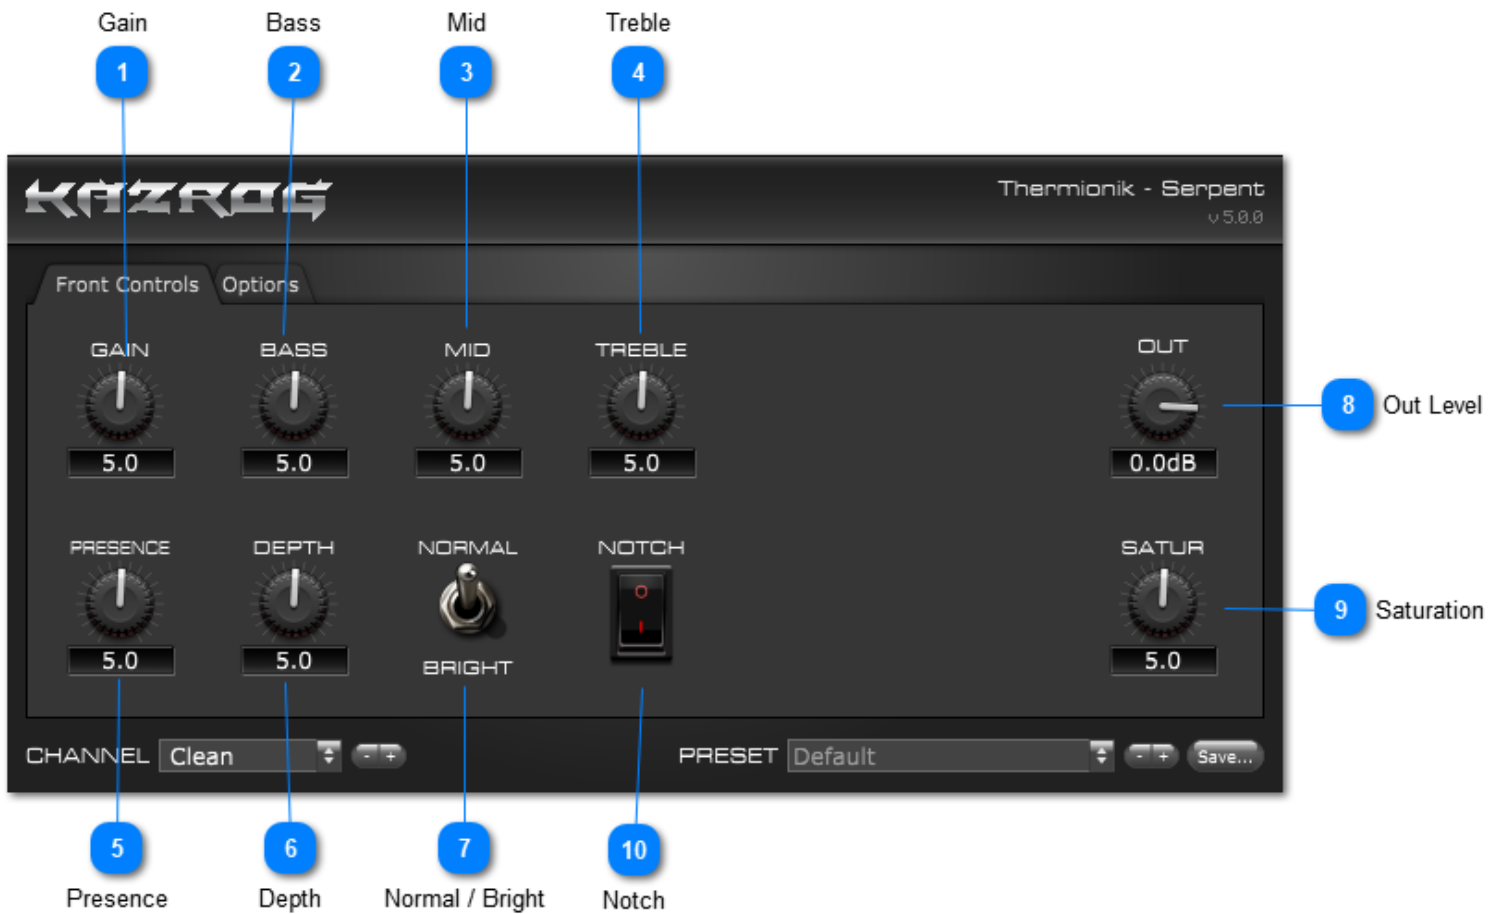 Gain Bass Mid Treble
1 2 3 4
KAZROG
Thermionik - Serpent
v 5.0.0
Front Controls Options
GAIN BASS MID TREBLE OUT
8 Out Level
5.0 5.0 5.0 5.0 0.0dB
PRESENCE DEPTH NORMAL NOTCH SATUR
O
I
9 Saturation
5.0 5.0 BRIGHT 5.0
CHANNEL Clean - + PRESET Default - + Save...
5 6 7 10
Presence Depth Normal / Bright Notch